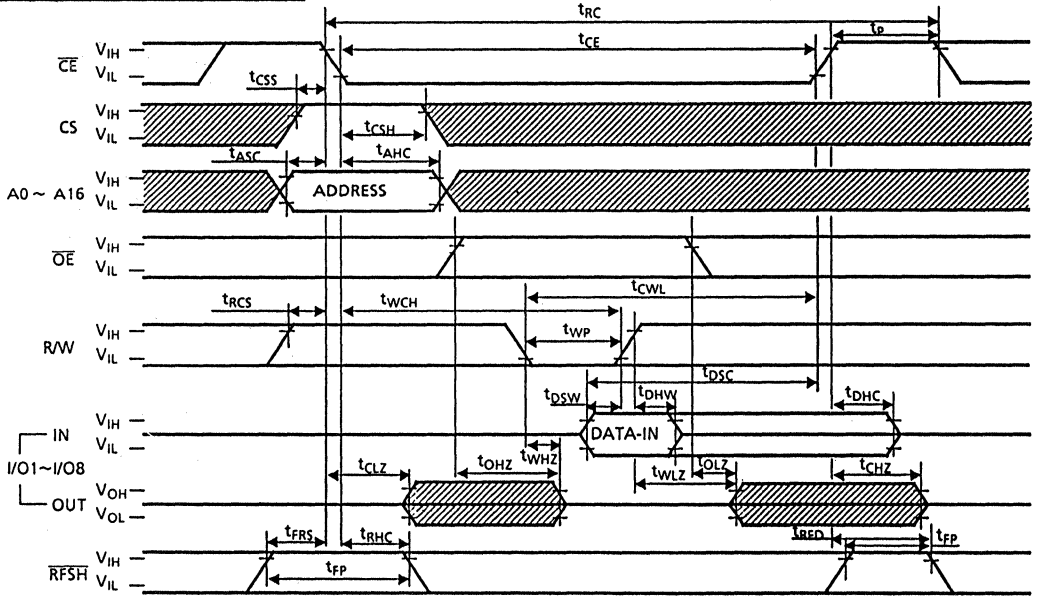 tRC
tCE
tP
CE VIH
VIL
tCSS
CS VIH
VIL
tCSH
tASC
tAHC
A0 ~ A16 VIH
VIL
ADDRESS
OE VIH
VIL
tCWL
tRCS
tWCH
R/W VIH
VIL
tWP
tDSC
tDSW
tDHW
tDHC
IN VIH
VIL
DATA-IN
I/O1~I/O8
tWHZ
tCLZ
tOHZ
tWLZ
tOLZ
tCHZ
OUT VOH
VOL
tFRS
tRHC
tRFD
tFP
RFSH VIH
VIL
tFP